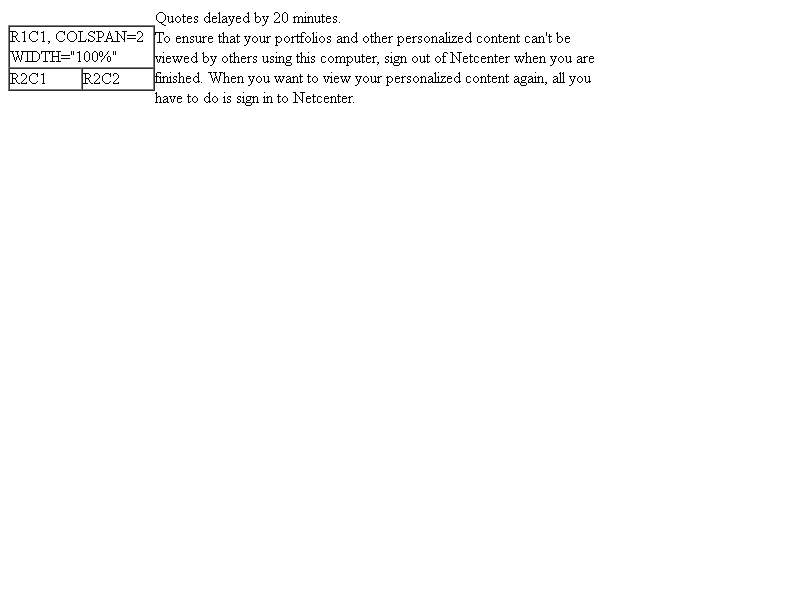 R1C1, COLSPAN=2
WIDTH="100%"
R2C1 R2C2
Quotes delayed by 20 minutes.
To ensure that your portfolios and other personalized content can't be
viewed by others using this computer, sign out of Netcenter when you are
finished. When you want to view your personalized content again, all you
have to do is sign in to Netcenter.